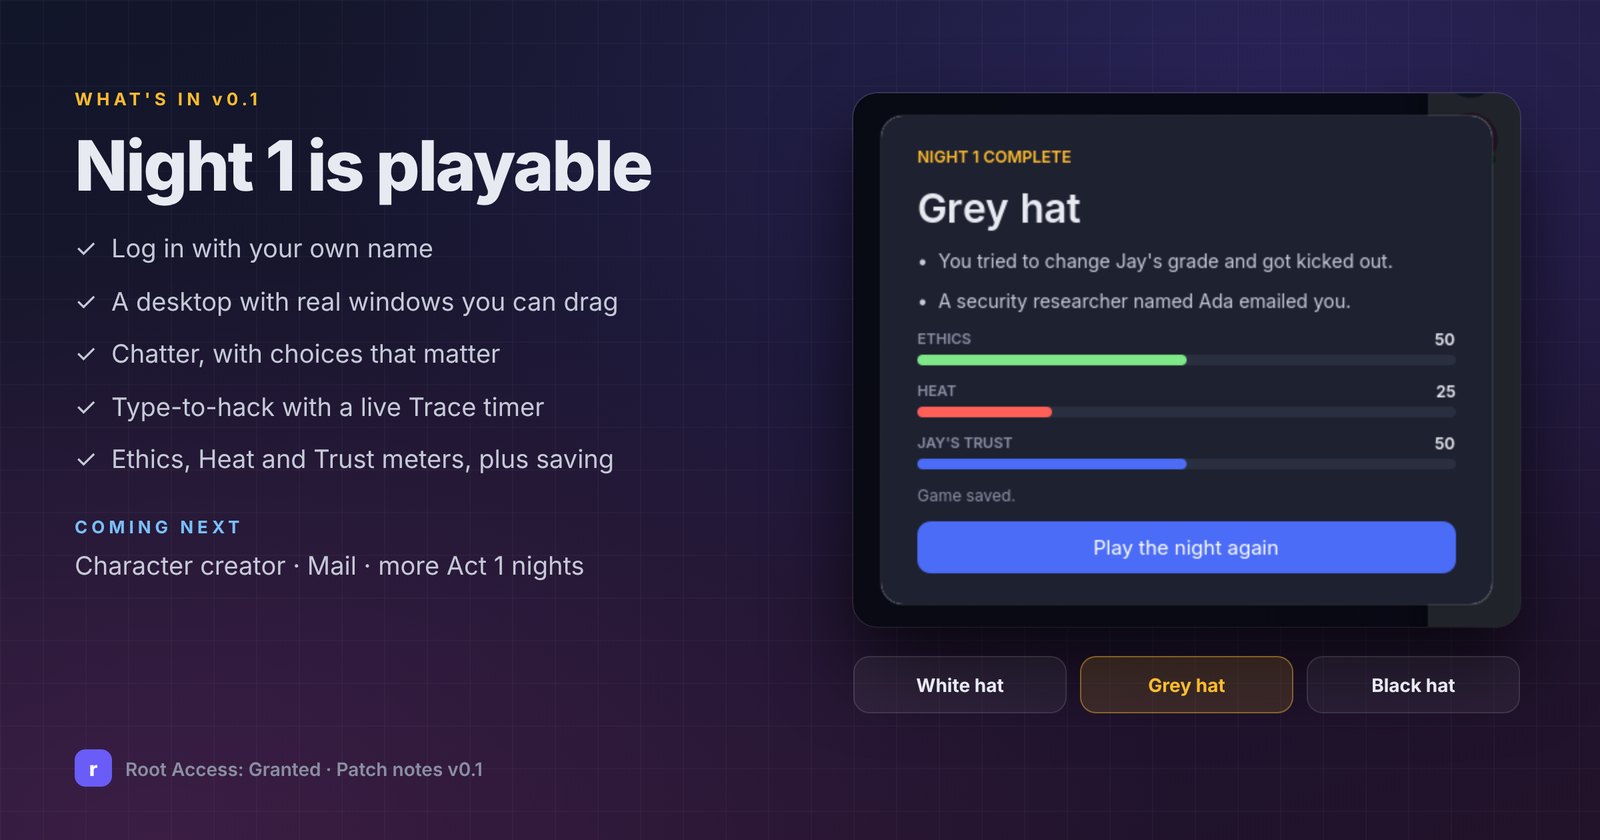 WHAT'S IN v0.1
Night 1 is playable
✓ Log in with your own name
✓ A desktop with real windows you can drag
✓ Chatter, with choices that matter
✓ Type-to-hack with a live Trace timer
✓ Ethics, Heat and Trust meters, plus saving
COMING NEXT
Character creator · Mail · more Act 1 nights
r Root Access: Granted · Patch notes v0.1
NIGHT 1 COMPLETE
Grey hat
• You tried to change Jay's grade and got kicked out.
• A security researcher named Ada emailed you.
ETHICS 50
HEAT 25
JAY'S TRUST 50
Game saved.
Play the night again
White hat
Grey hat
Black hat